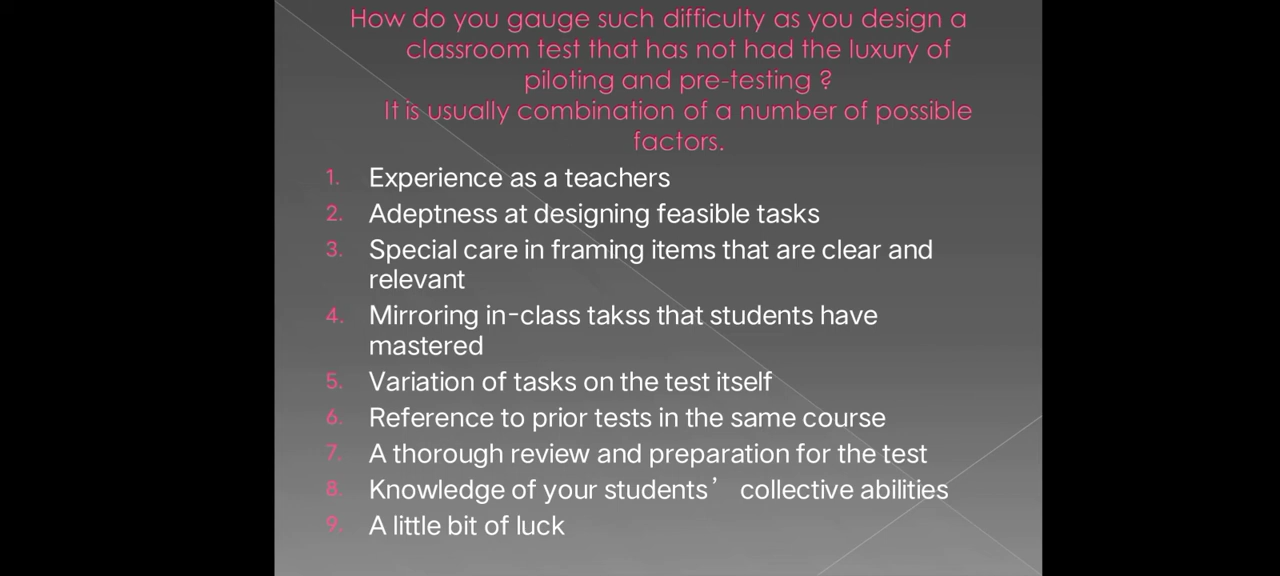 How do you gauge such difficulty as you design a
classroom test that has not had the luxury of
piloting and pre-testing ?
It is usually combination of a number of possible
factors.
1. Experience as a teachers
2. Adeptness at designing feasible tasks
3. Special care in framing items that are clear and
relevant
4. Mirroring in-class takss that students have
mastered
5. Variation of tasks on the test itself
6. Reference to prior tests in the same course
7. A thorough review and preparation for the test
8. Knowledge of your students’ collective abilities
9. A little bit of luck